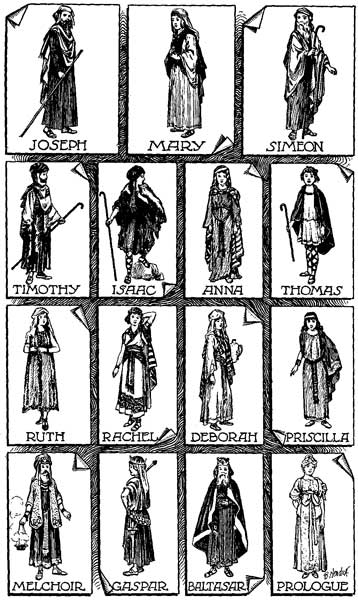 JOSEPH
MARY
SIMEON
TIMOTHY
ISAAC
ANNA
THOMAS
RUTH
RACHEL
DEBORAH
PRISCILLA
MELCHOIR
GASPAR
BALTASAR
PROLOGUE